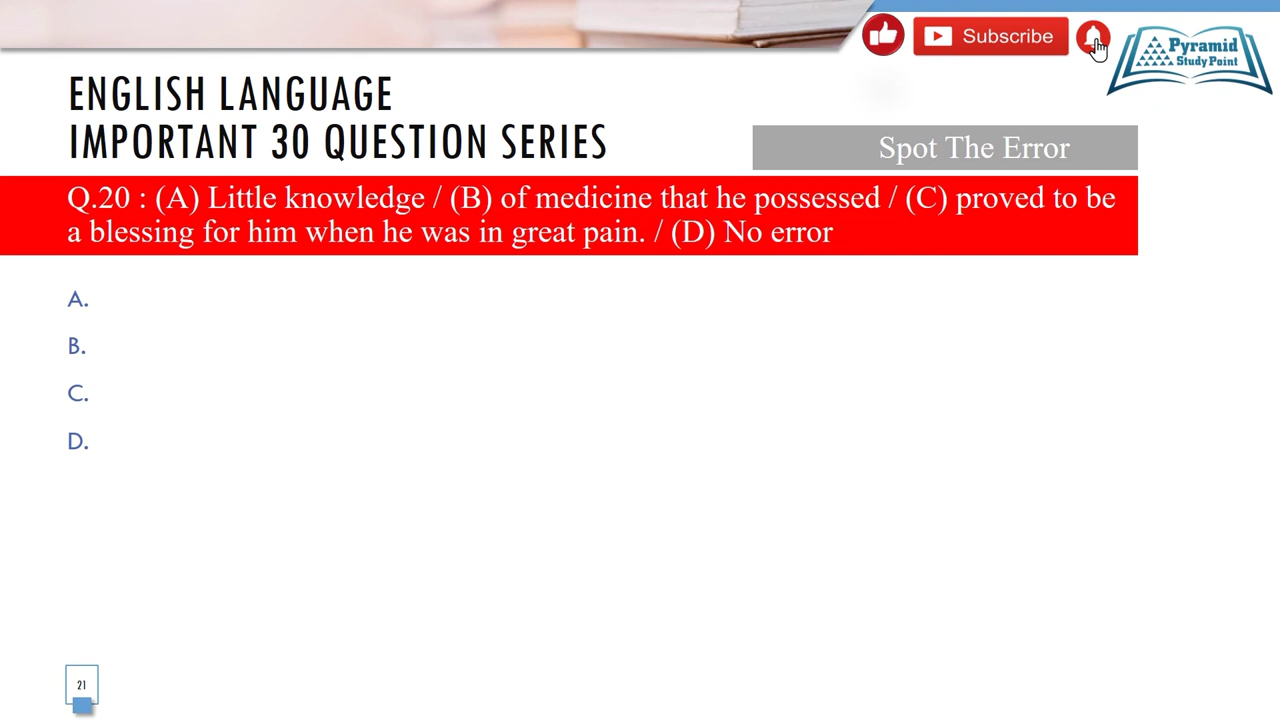 Subscribe
Pyramid
Study Point
ENGLISH LANGUAGE
IMPORTANT 30 QUESTION SERIES
Spot The Error
Q.20 : (A) Little knowledge / (B) of medicine that he possessed / (C) proved to be
a blessing for him when he was in great pain. / (D) No error
A.
B.
C.
D.
21